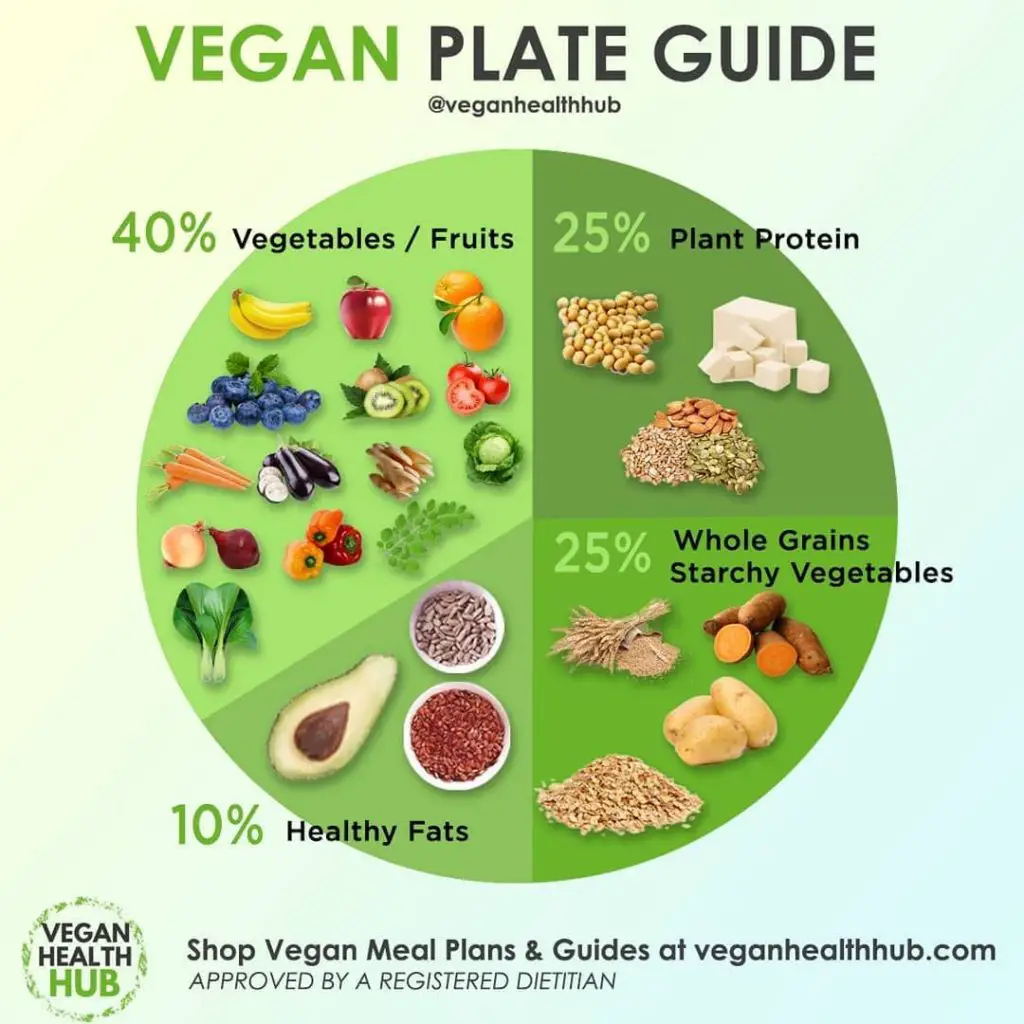 VEGAN PLATE GUIDE
@veganhealthhub
40% Vegetables / Fruits
25% Plant Protein
25% Whole Grains
Starchy Vegetables
10% Healthy Fats
VEGAN
HEALTH
HUB
Shop Vegan Meal Plans & Guides at veganhealthhub.com
APPROVED BY A REGISTERED DIETITIAN